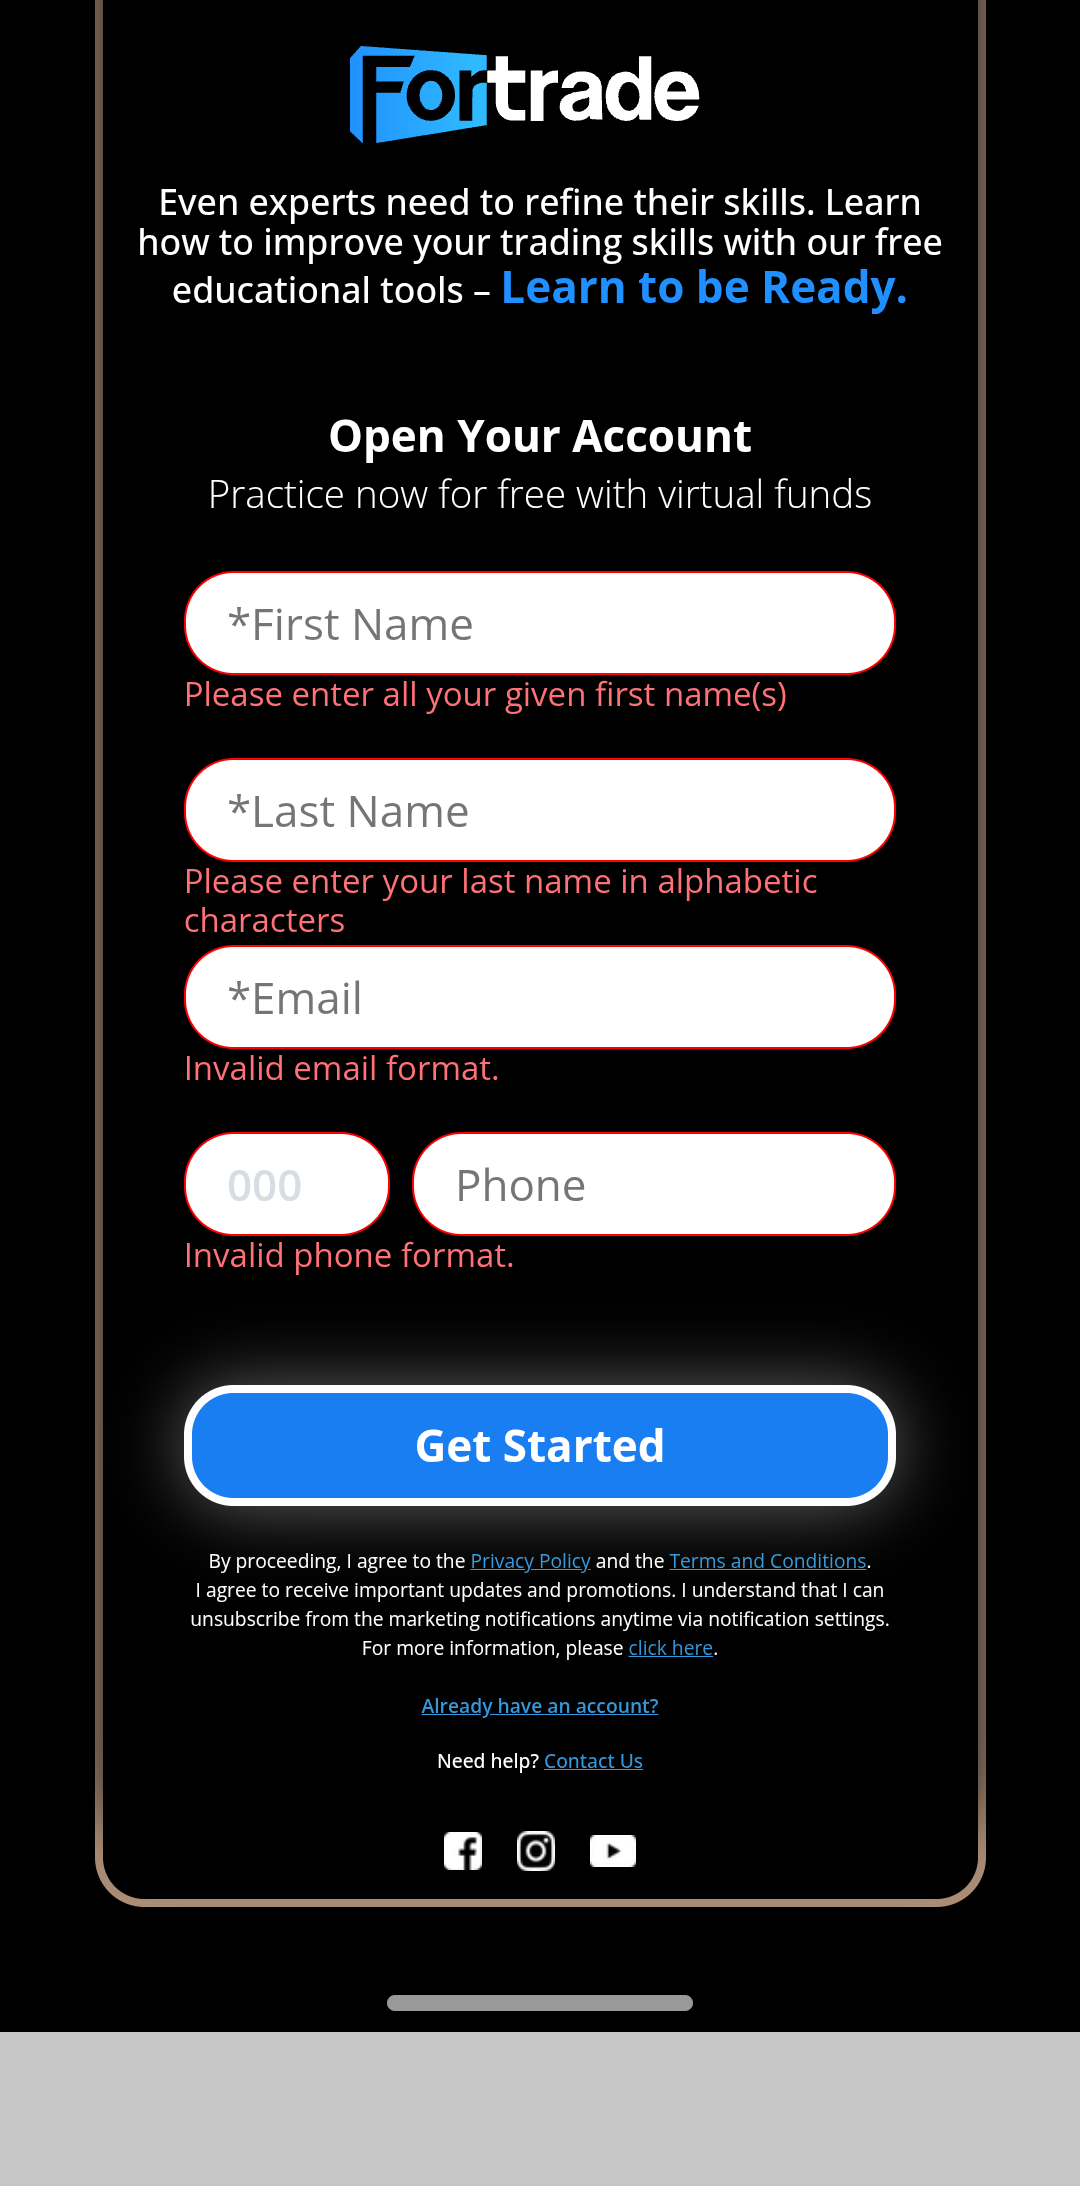 Fortrade
Even experts need to refine their skills. Learn
how to improve your trading skills with our free
educational tools – Learn to be Ready.
Open Your Account
Practice now for free with virtual funds
*First Name
Please enter all your given first name(s)
*Last Name
Please enter your last name in alphabetic
characters
*Email
Invalid email format.
000 Phone
Invalid phone format.
Get Started
By proceeding, I agree to the Privacy Policy and the Terms and Conditions.
I agree to receive important updates and promotions. I understand that I can
unsubscribe from the marketing notifications anytime via notification settings.
For more information, please click here.
Already have an account?
Need help? Contact Us